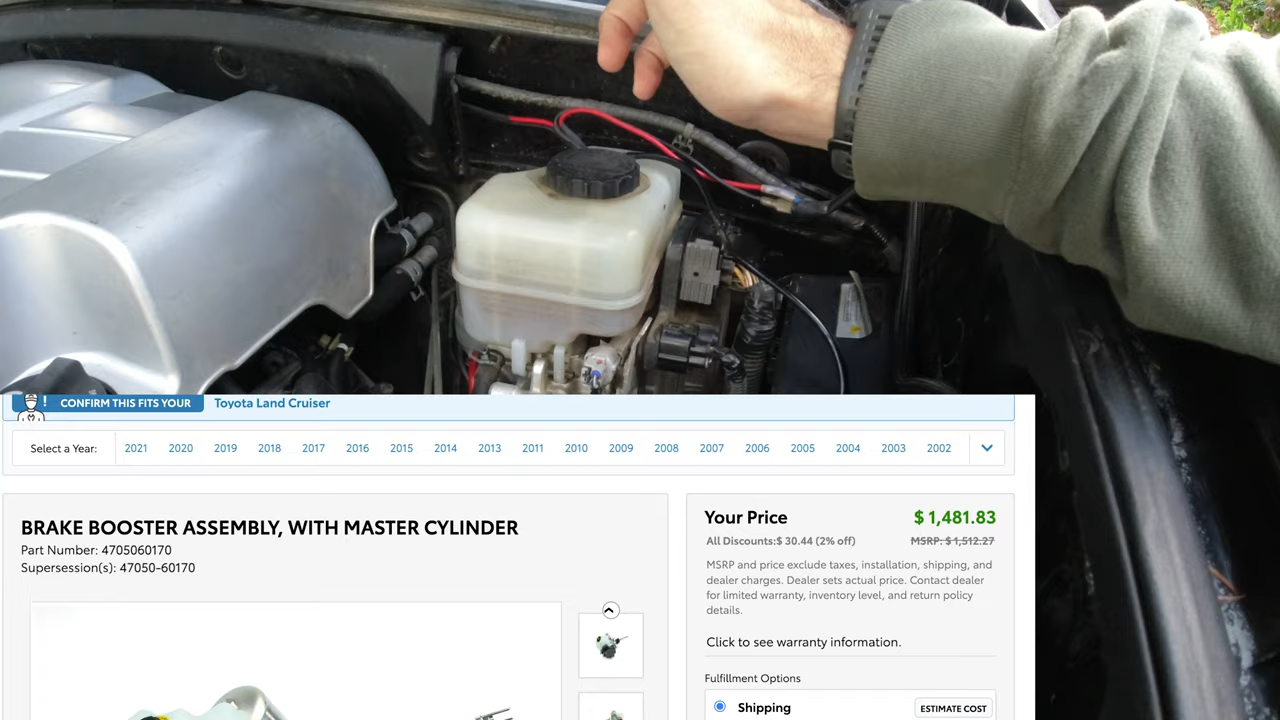 ! CONFIRM THIS FITS YOUR Toyota Land Cruiser
Select a Year: 2021 2020 2019 2018 2017 2016 2015 2014 2013 2011 2010 2009 2008 2007 2006 2005 2004 2003 2002
BRAKE BOOSTER ASSEMBLY, WITH MASTER CYLINDER
Part Number: 4705060170
Supersession(s): 47050-60170
Your Price $ 1,481.83
All Discounts:$ 30.44 (2% off) MSRP: $ 1,512.27
MSRP and price exclude taxes, installation, shipping, and
dealer charges. Dealer sets actual price. Contact dealer
for limited warranty, inventory level, and return policy
details.
Click to see warranty information.
Fulfillment Options
Shipping ESTIMATE COST